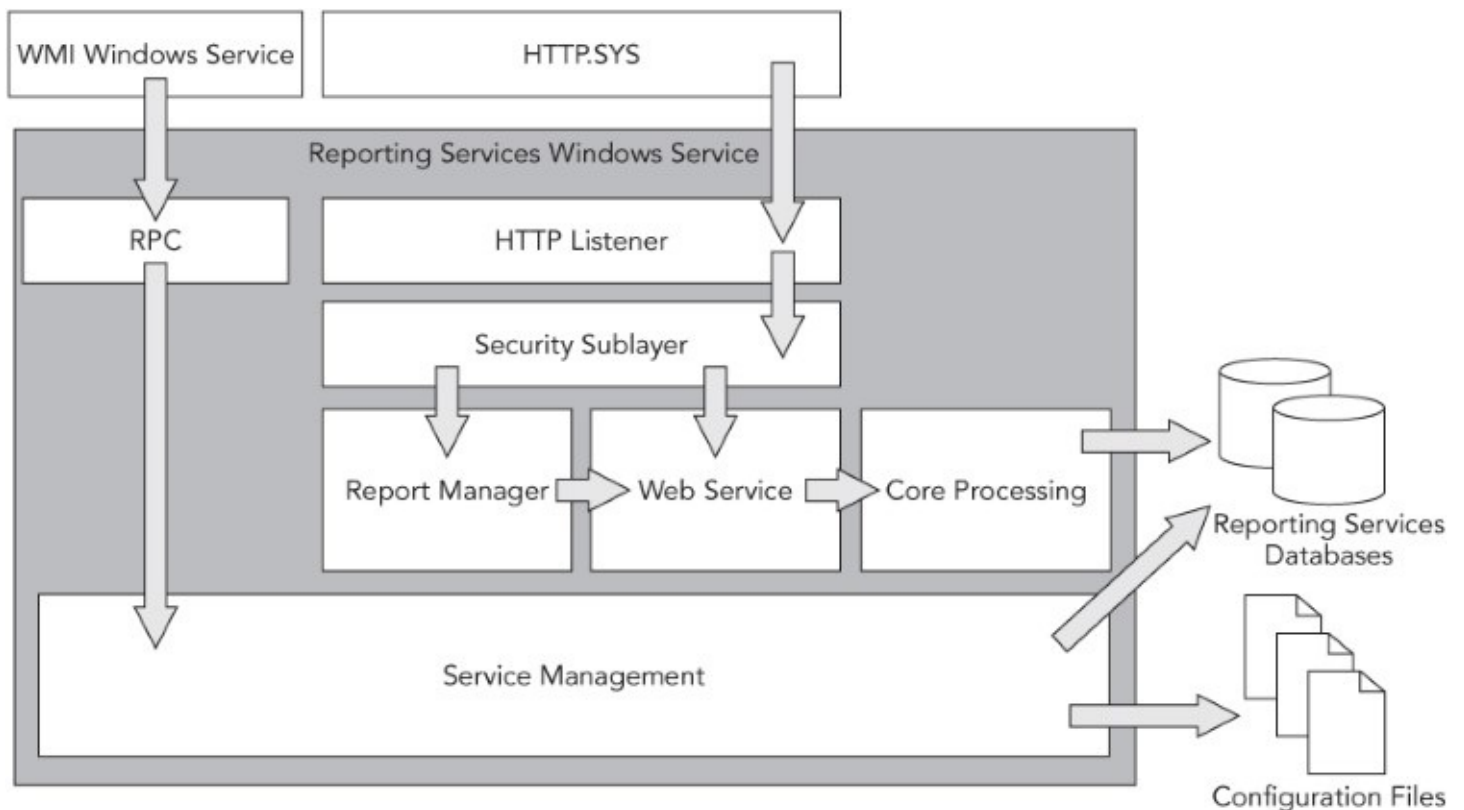 WMI Windows Service
HTTP.SYS
Reporting Services Windows Service
RPC
HTTP Listener
Security Sublayer
Report Manager
Web Service
Core Processing
Reporting Services
Databases
Service Management
Configuration Files